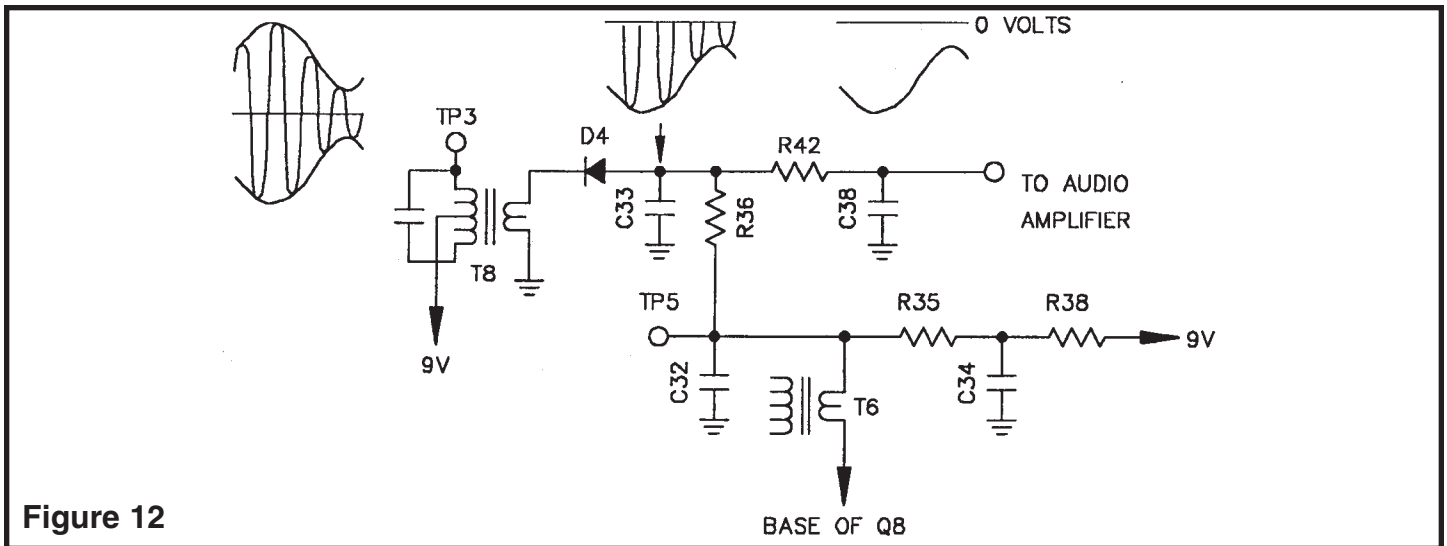 0 VOLTS
TP3
D4
R42
C33
R36
C38
TO AUDIO
AMPLIFIER
T8
TP5
R35
R38
9V
9V
C32
T6
C34
Figure 12
BASE OF Q8